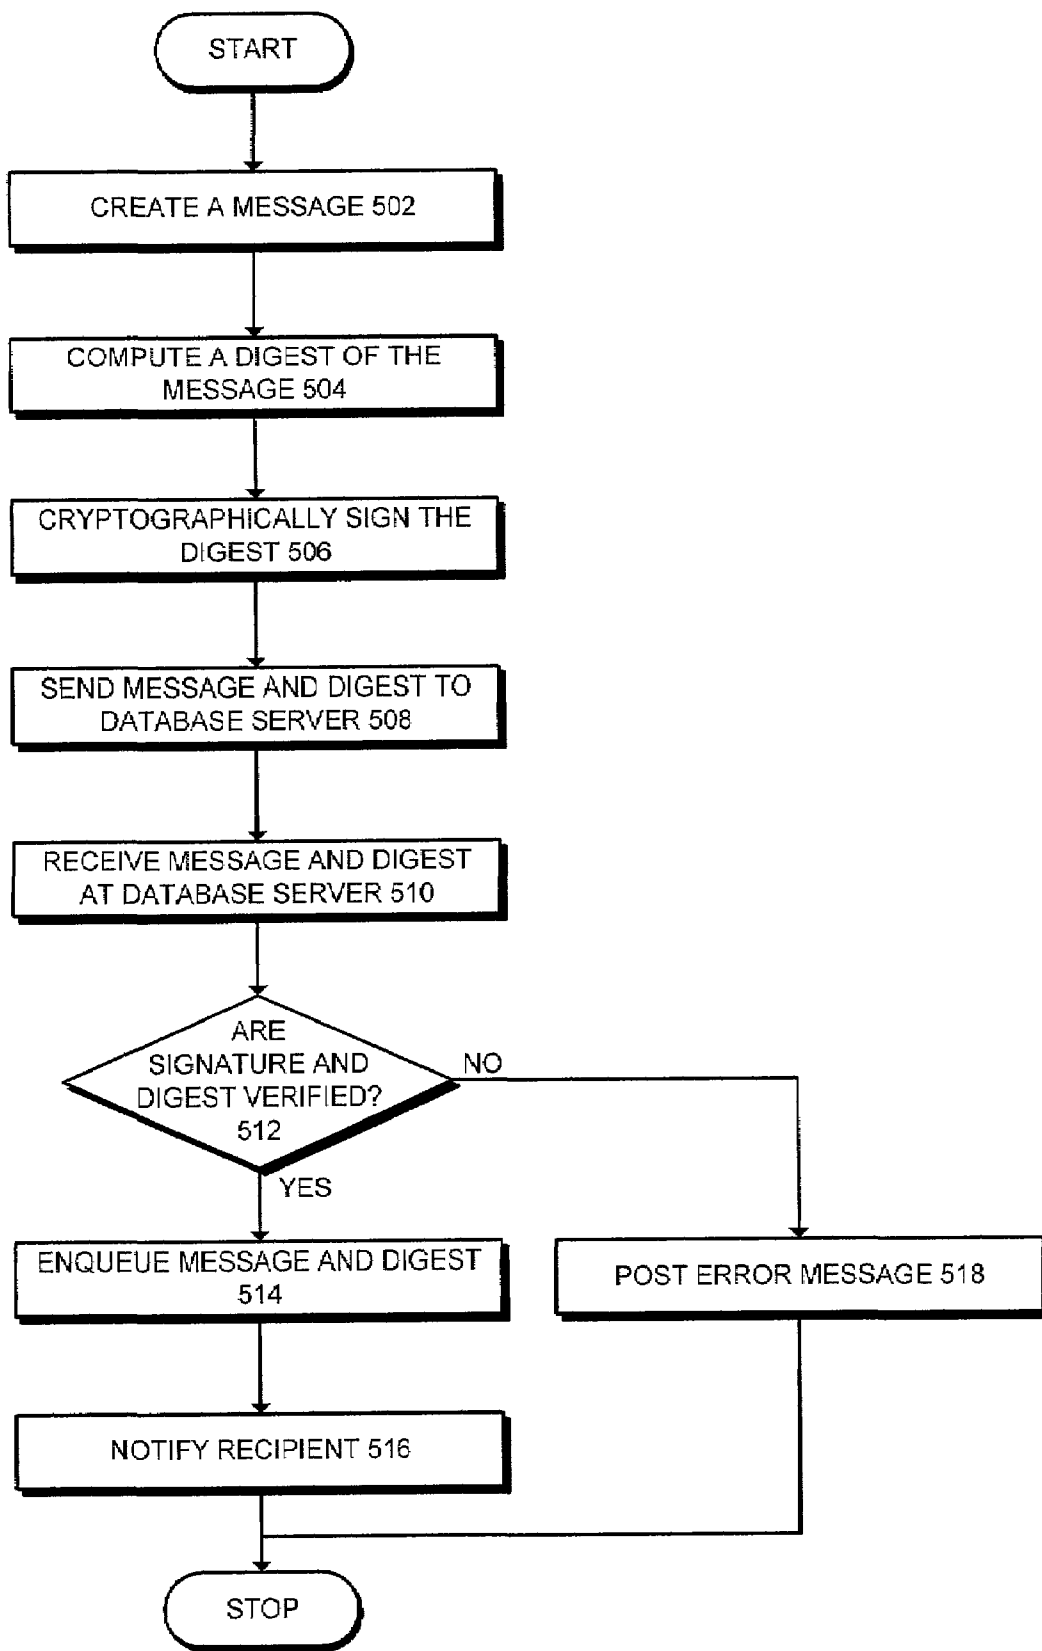 START
CREATE A MESSAGE 502
COMPUTE A DIGEST OF THE
MESSAGE 504
CRYPTOGRAPHICALLY SIGN THE
DIGEST 506
SEND MESSAGE AND DIGEST TO
DATABASE SERVER 508
RECEIVE MESSAGE AND DIGEST
AT DATABASE SERVER 510
ARE
SIGNATURE AND
DIGEST VERIFIED?
512
NO
YES
ENQUEUE MESSAGE AND DIGEST
514
POST ERROR MESSAGE 518
NOTIFY RECIPIENT 516
STOP